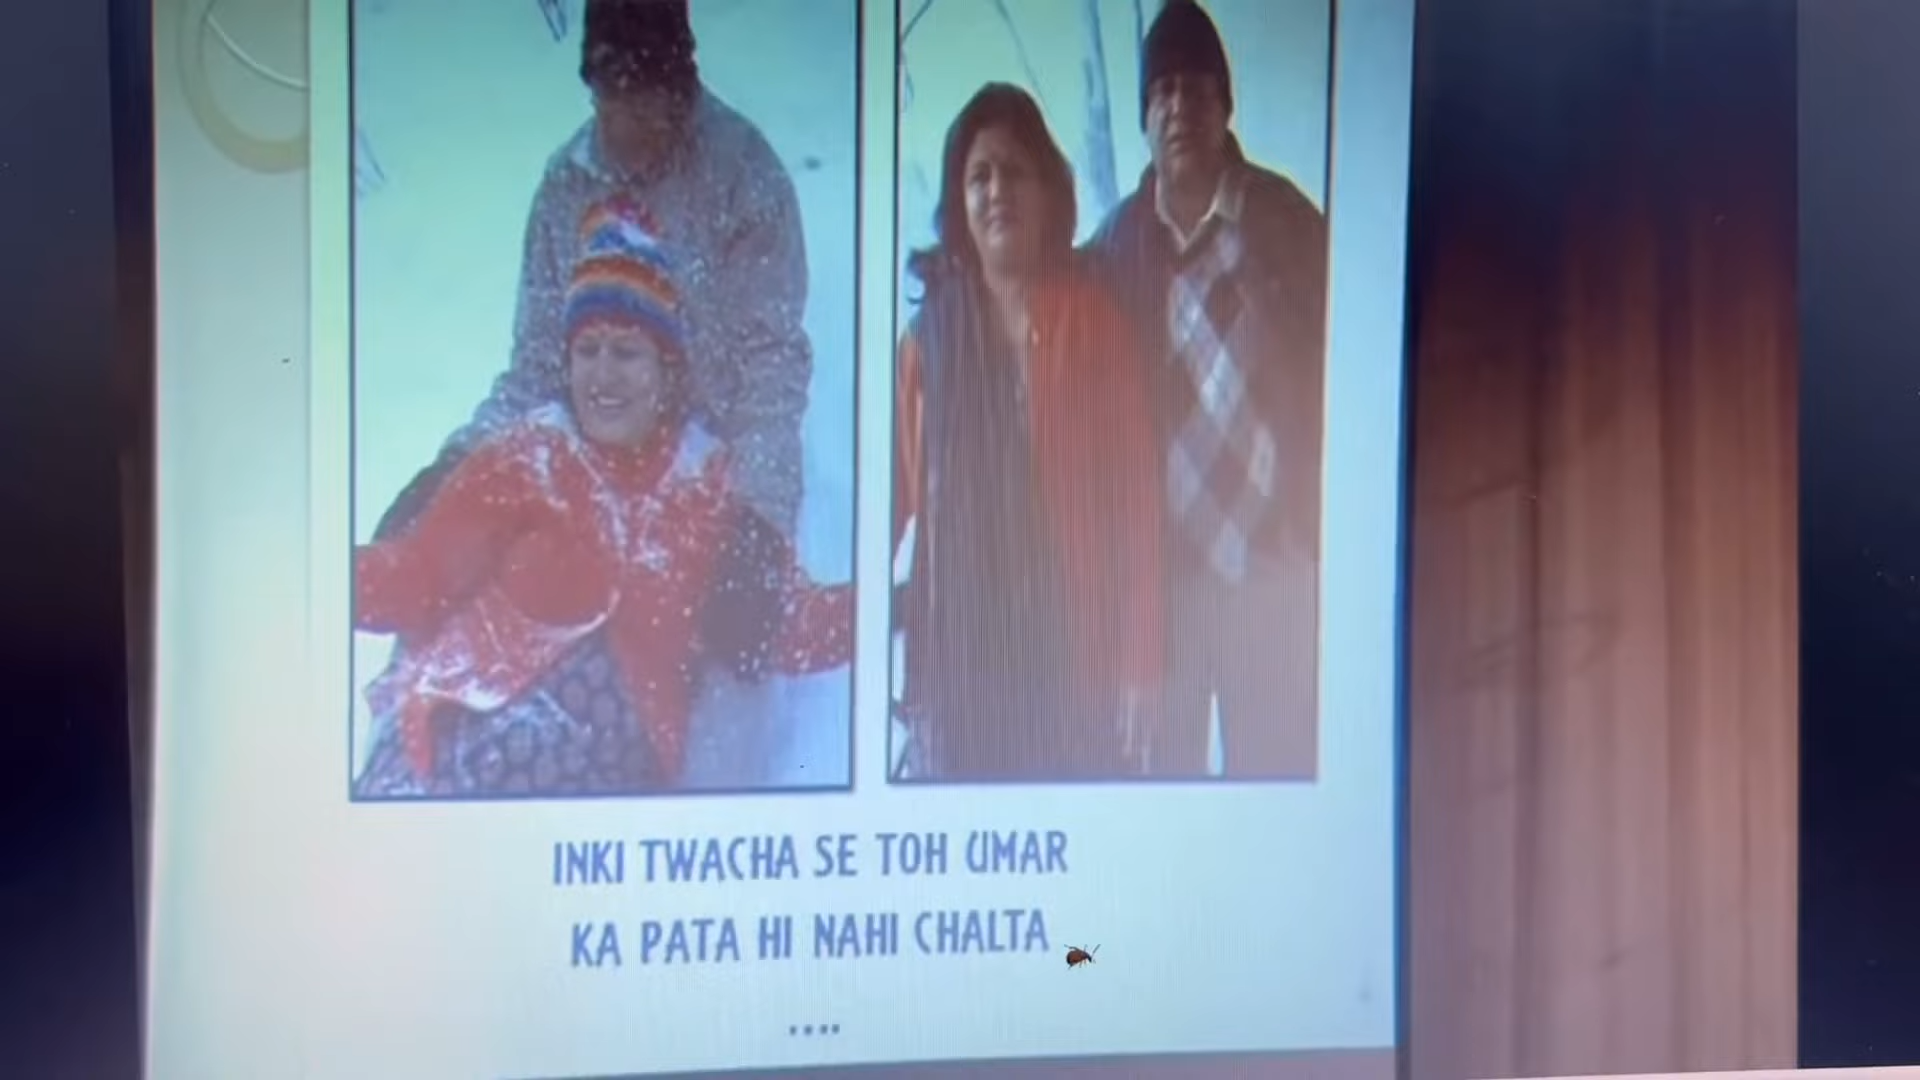 INKI TWACHA SE TOH UMAR
KA PATA HI NAHI CHALTA
....